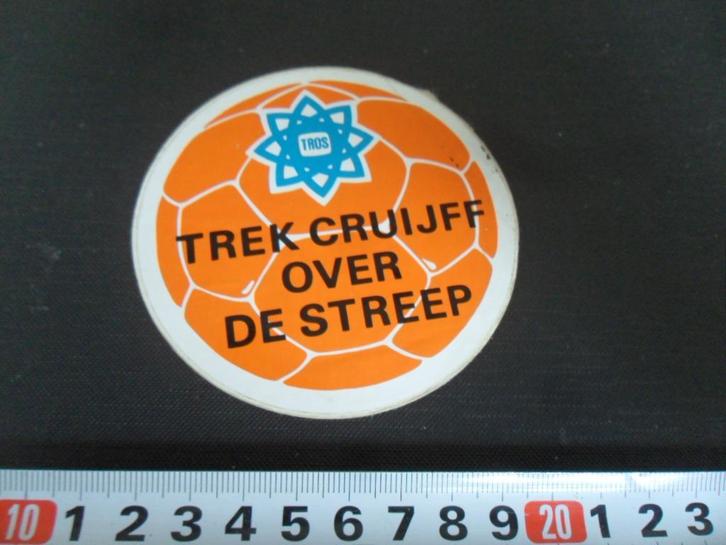 TROS
TREK CRUIJFF
OVER
DE STREEP
10 1 2 3 4 5 6 7 8 9 20 1 2 3